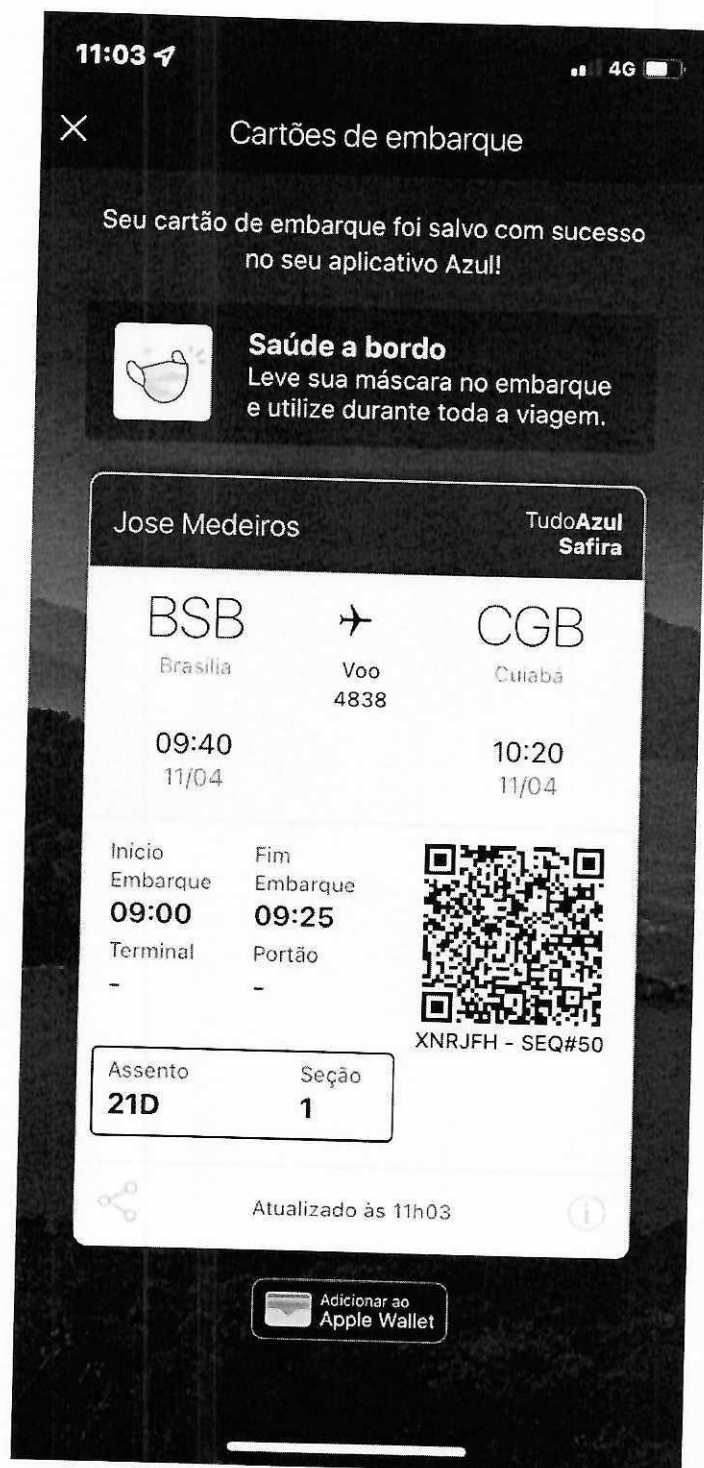 11:03
4G
Cartões de embarque
Seu cartão de embarque foi salvo com sucesso
no seu aplicativo Azul!
Saúde a bordo
Leve sua máscara no embarque
e utilize durante toda a viagem.
Jose Medeiros
TudoAzul
Safira
BSB
CGB
Brasília
Voo
Cuiabá
4838
09:40
10:20
11/04
11/04
Inicio
Embarque
09:00
Fim
Embarque
09:25
Terminal
-
Portão
-
XNRJFH - SEQ#50
Assento
21D
Seção
1
Atualizado às 11h03
Adicionar ao
Apple Wallet